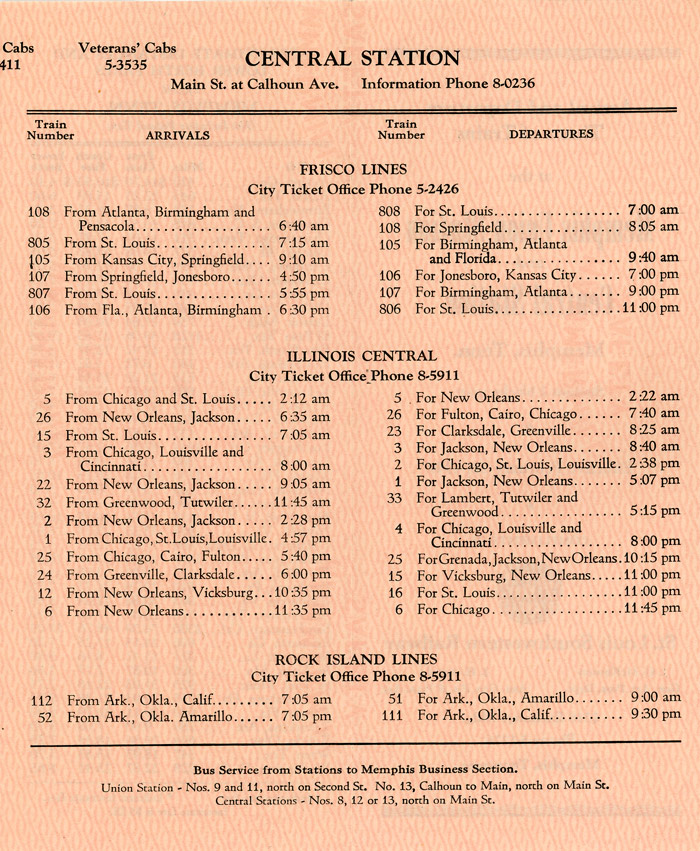 Cabs Veterans' Cabs
411 5-3535
CENTRAL STATION
Main St. at Calhoun Ave. Information Phone 8-0236
Train Number ARRIVALS
Train Number DEPARTURES
FRISCO LINES
City Ticket Office Phone 5-2426
108 From Atlanta, Birmingham and
Pensacola.................... 6:40 am
805 From St. Louis................ 7:15 am
105 From Kansas City, Springfield.... 9:10 am
107 From Springfield, Jonesboro...... 4:50 pm
807 From St. Louis................ 5:55 pm
106 From Fla., Atlanta, Birmingham . 6:30 pm
808 For St. Louis................. 7:00 am
108 For Springfield................ 8:05 am
105 For Birmingham, Atlanta
and Florida................. 9:40 am
106 For Jonesboro, Kansas City...... 7:00 pm
107 For Birmingham, Atlanta....... 9:00 pm
806 For St. Louis.................11:00 pm
ILLINOIS CENTRAL
City Ticket Office Phone 8-5911
5 From Chicago and St. Louis..... 2:12 am
26 From New Orleans, Jackson..... 6:35 am
15 From St. Louis............... 7:05 am
3 From Chicago, Louisville and
Cincinnati................. 8:00 am
22 From New Orleans, Jackson..... 9:05 am
32 From Greenwood, Tutwiler......11:45 am
2 From New Orleans, Jackson..... 2:28 pm
1 From Chicago, St. Louis, Louisville. 4:57 pm
25 From Chicago, Cairo, Fulton..... 5:40 pm
24 From Greenville, Clarksdale..... 6:00 pm
12 From New Orleans, Vicksburg...10:35 pm
6 From New Orleans............11:35 pm
5 For New Orleans............. 2:22 am
26 For Fulton, Cairo, Chicago...... 7:40 am
23 For Clarksdale, Greenville...... 8:25 am
3 For Jackson, New Orleans....... 8:40 am
2 For Chicago, St. Louis, Louisville. 2:38 pm
1 For Jackson, New Orleans....... 5:07 pm
33 For Lambert, Tutwiler and
Greenwood................. 5:15 pm
4 For Chicago, Louisville and
Cincinnati.................. 8:00 pm
25 For Grenada, Jackson, New Orleans.10:15 pm
15 For Vicksburg, New Orleans....11:00 pm
16 For St. Louis.................11:00 pm
6 For Chicago.................11:45 pm
ROCK ISLAND LINES
City Ticket Office Phone 8-5911
112 From Ark., Okla., Calif......... 7:05 am
52 From Ark., Okla. Amarillo...... 7:05 pm
51 For Ark., Okla., Amarillo....... 9:00 am
111 For Ark., Okla., Calif.......... 9:30 pm
Bus Service from Stations to Memphis Business Section.
Union Station - Nos. 9 and 11, north on Second St. No. 13, Calhoun to Main, north on Main St.
Central Stations - Nos. 8, 12 or 13, north on Main St.